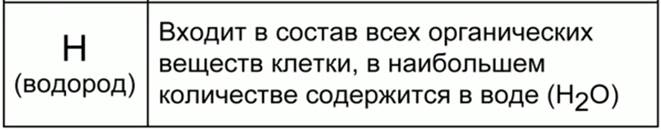 H
(водород)
Входит в состав всех органических
веществ клетки, в наибольшем
количестве содержится в воде (H₂O)